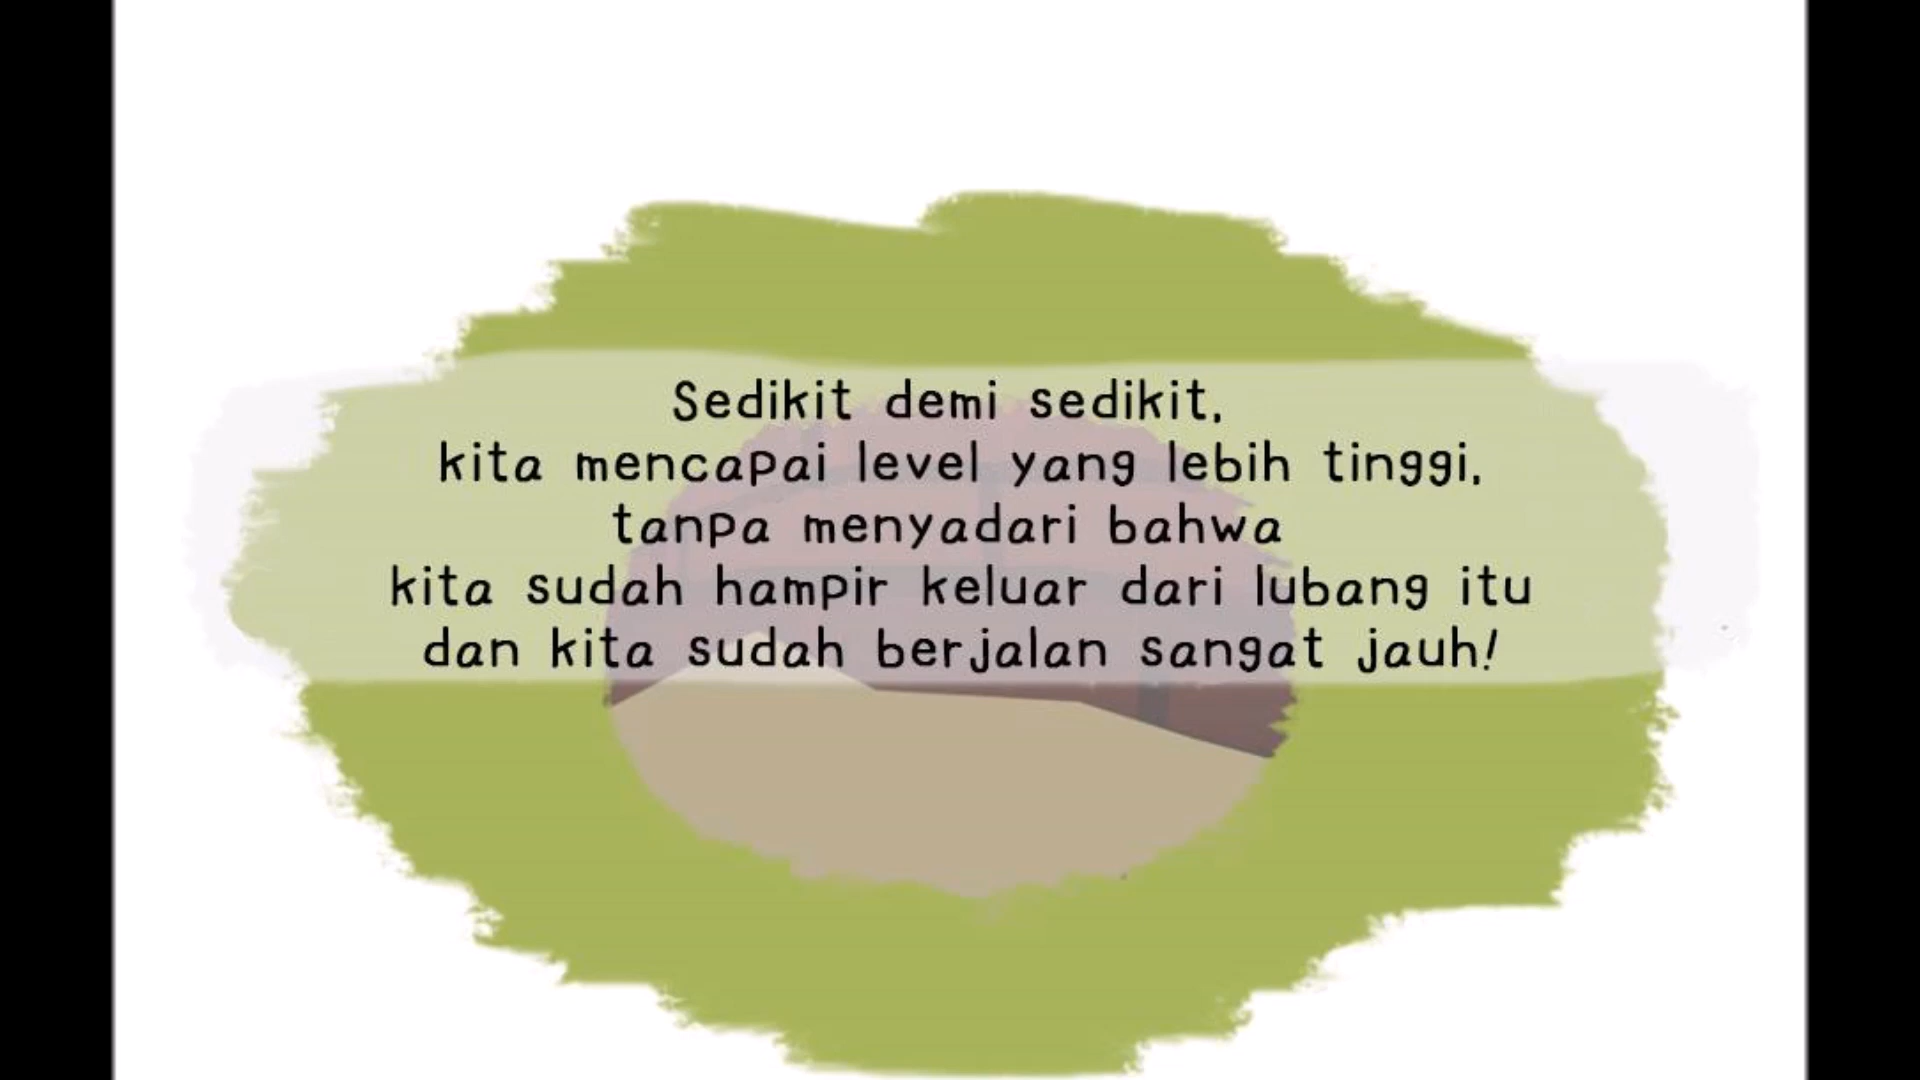 Sedikit demi sedikit,
kita mencapai level yang lebih tinggi,
tanpa menyadari bahwa
kita sudah hampir keluar dari lubang itu
dan kita sudah berjalan sangat jauh!